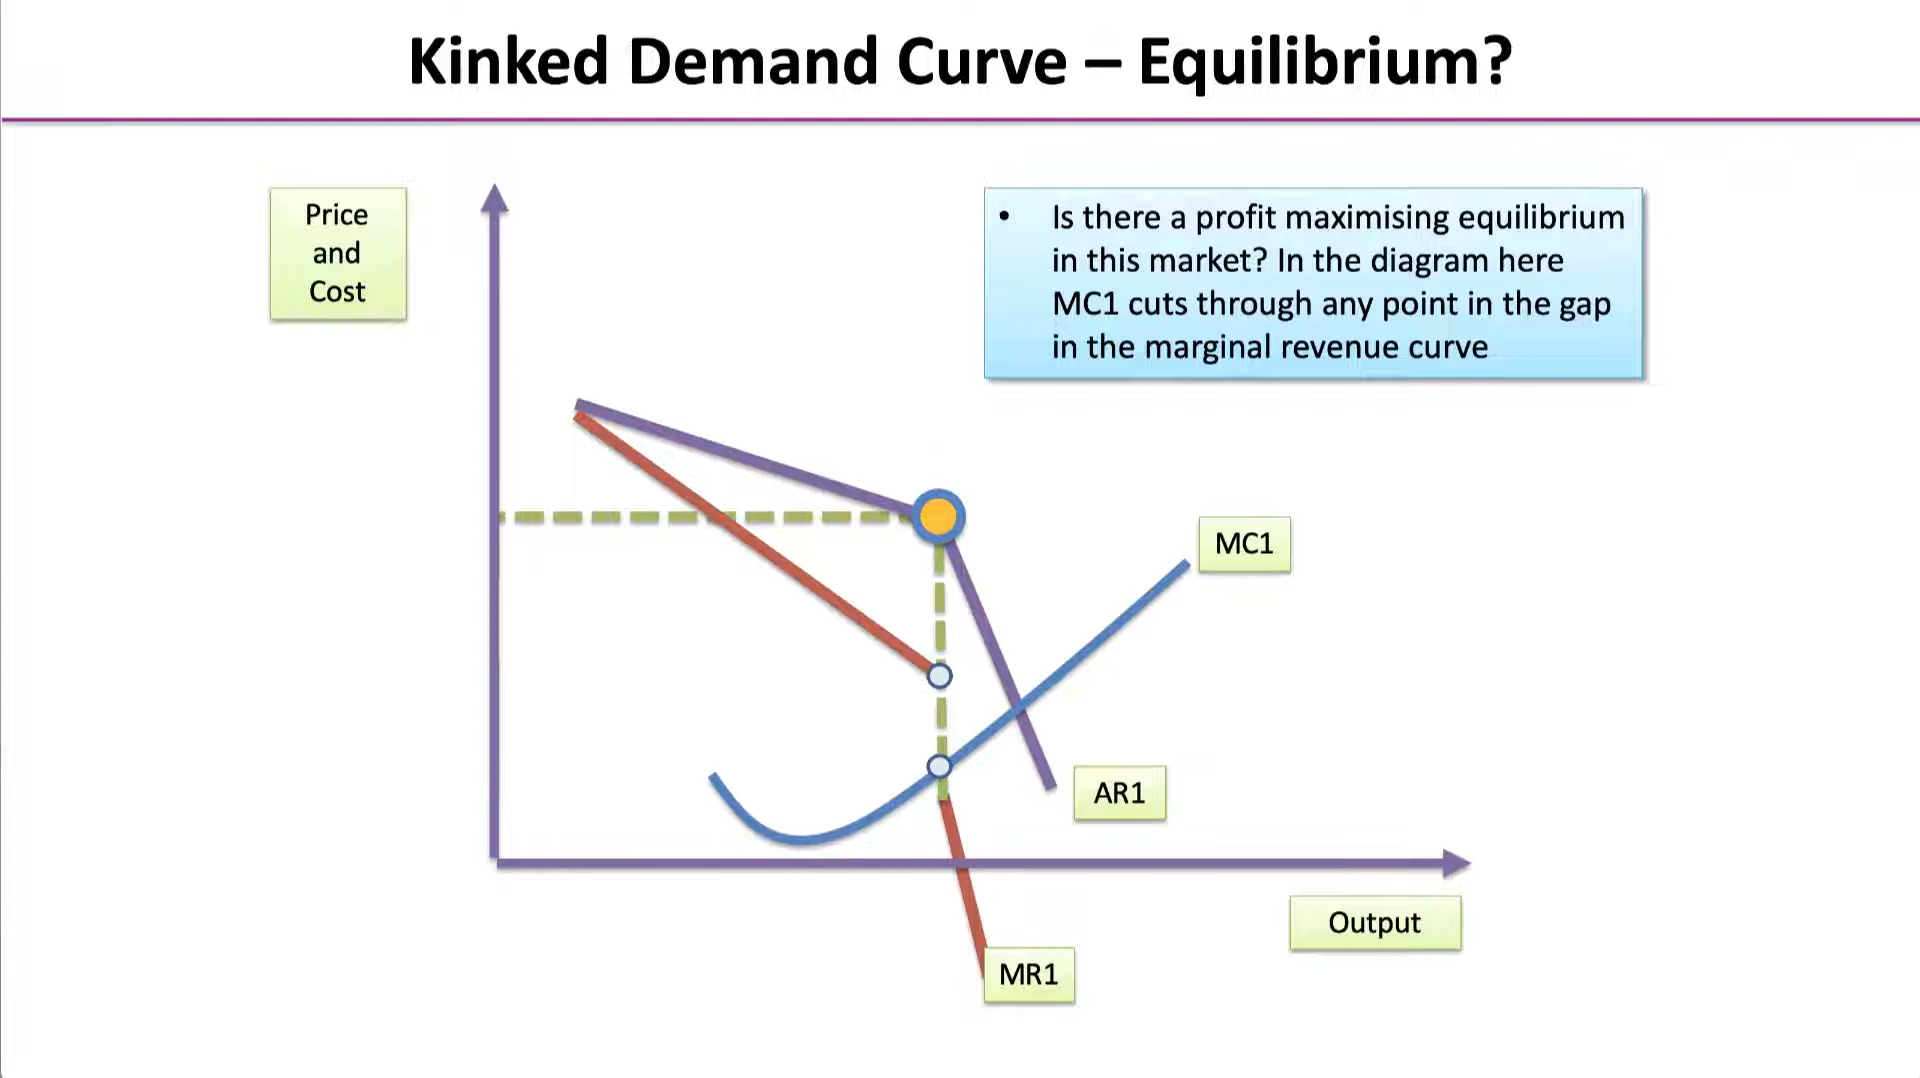 Kinked Demand Curve – Equilibrium?
Price
and
Cost
• Is there a profit maximising equilibrium
in this market? In the diagram here
MC1 cuts through any point in the gap
in the marginal revenue curve
MC1
AR1
Output
MR1